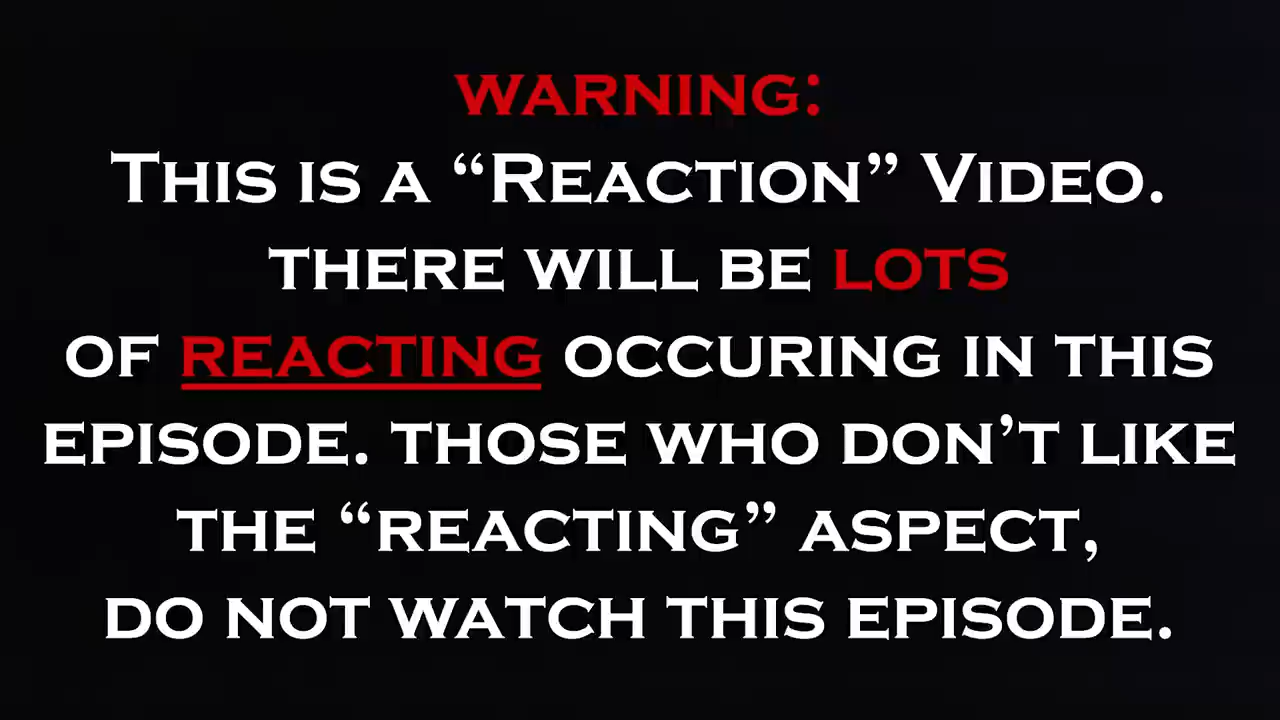 WARNING:
THIS IS A “REACTION” VIDEO.
THERE WILL BE LOTS
OF REACTING OCCURING IN THIS
EPISODE. THOSE WHO DON’T LIKE
THE “REACTING” ASPECT,
DO NOT WATCH THIS EPISODE.